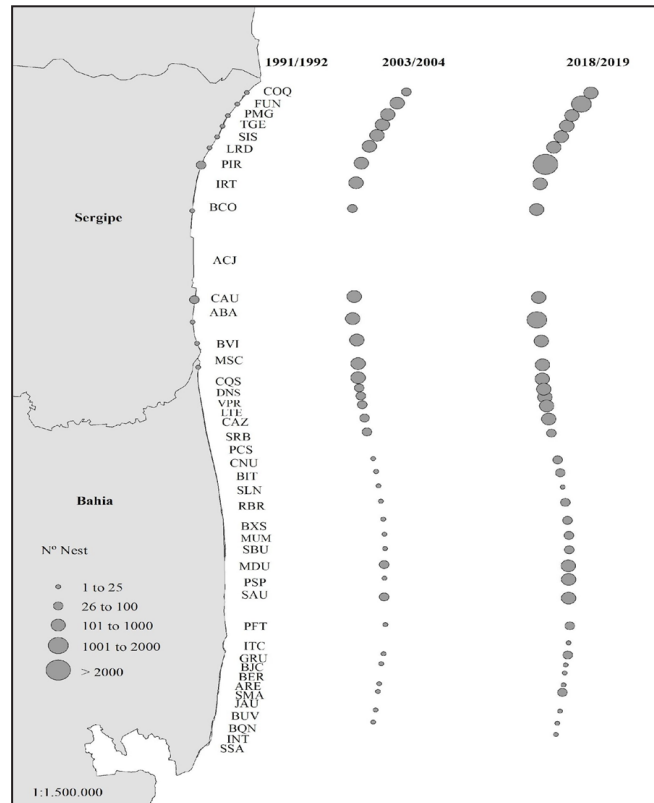 1991/1992 2003/2004 2018/2019
COQ
FUN
PMG
TGE
SIS
LRD
PIR
IRT
BCO
Sergipe
ACJ
CAU
ABA
BVI
MSC
CQS
DNS
VPR
LTE
CAZ
SRB
PCS
CNU
BIT
SLN
Bahia
RBR
BXS
MUM
SBU
Nº Nest
MDU
PSP
1 to 25
SAU
26 to 100
101 to 1000
PFT
1001 to 2000
ITC
GRU
> 2000
BJC
BER
ARE
SMA
JAU
BUV
BQN
INT
SSA
1:1.500.000